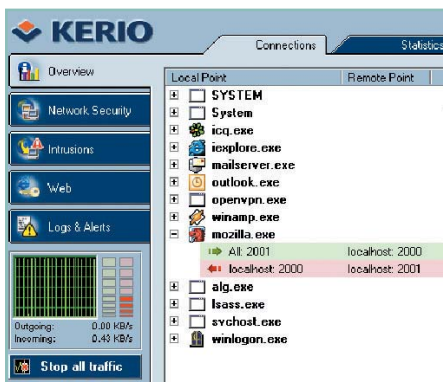 KERIO
Connections
Statistics
Overview
Network Security
Intrusions
Web
Logs & Alerts
Outgoing: 0.00 KB/s
Incoming: 0.43 KB/s
Stop all traffic
Local Point Remote Point
SYSTEM
System
icq.exe
iexplore.exe
mailserver.exe
outlook.exe
openvpn.exe
winamp.exe
mozilla.exe
All: 2001 localhost: 2000
localhost: 2000 localhost: 2001
alg.exe
lsass.exe
svchost.exe
winlogon.exe